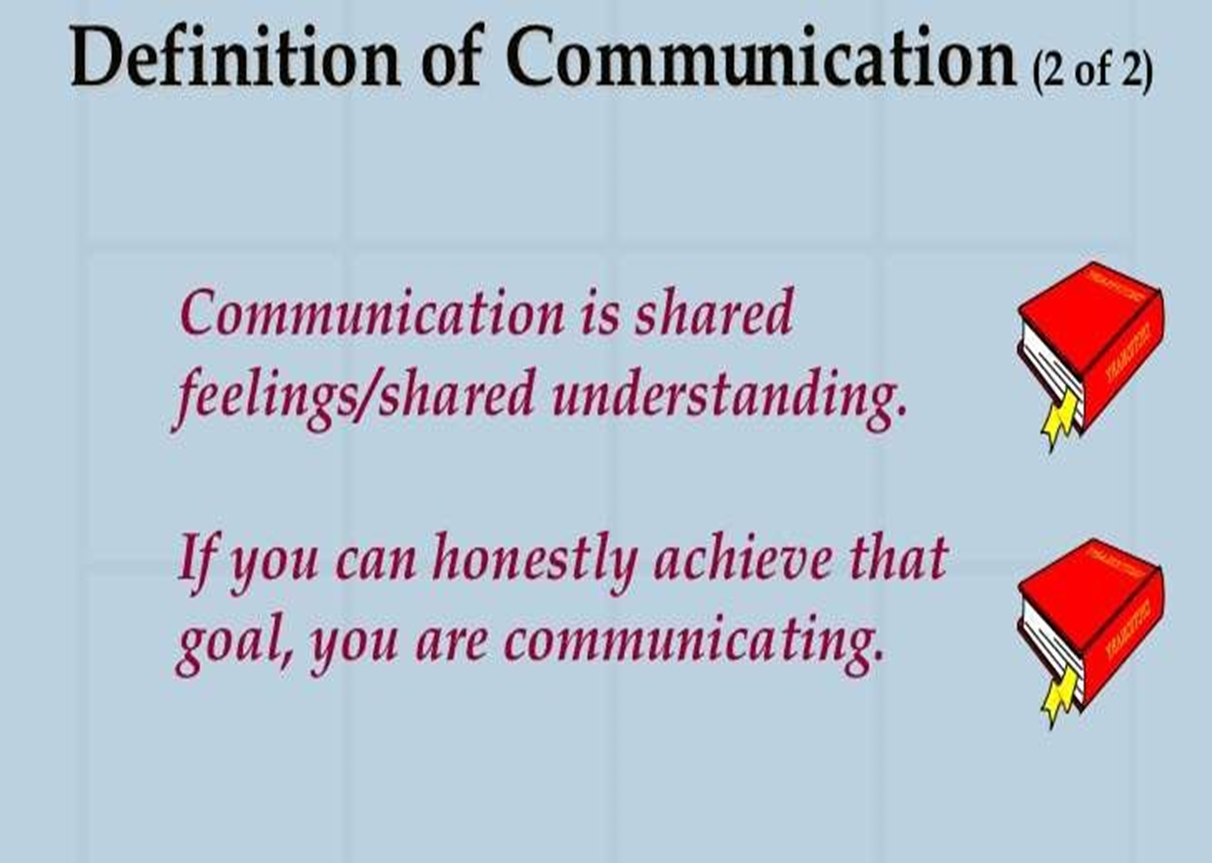 Definition of Communication (2 of 2)
Communication is shared
feelings/shared understanding.
If you can honestly achieve that
goal, you are communicating.